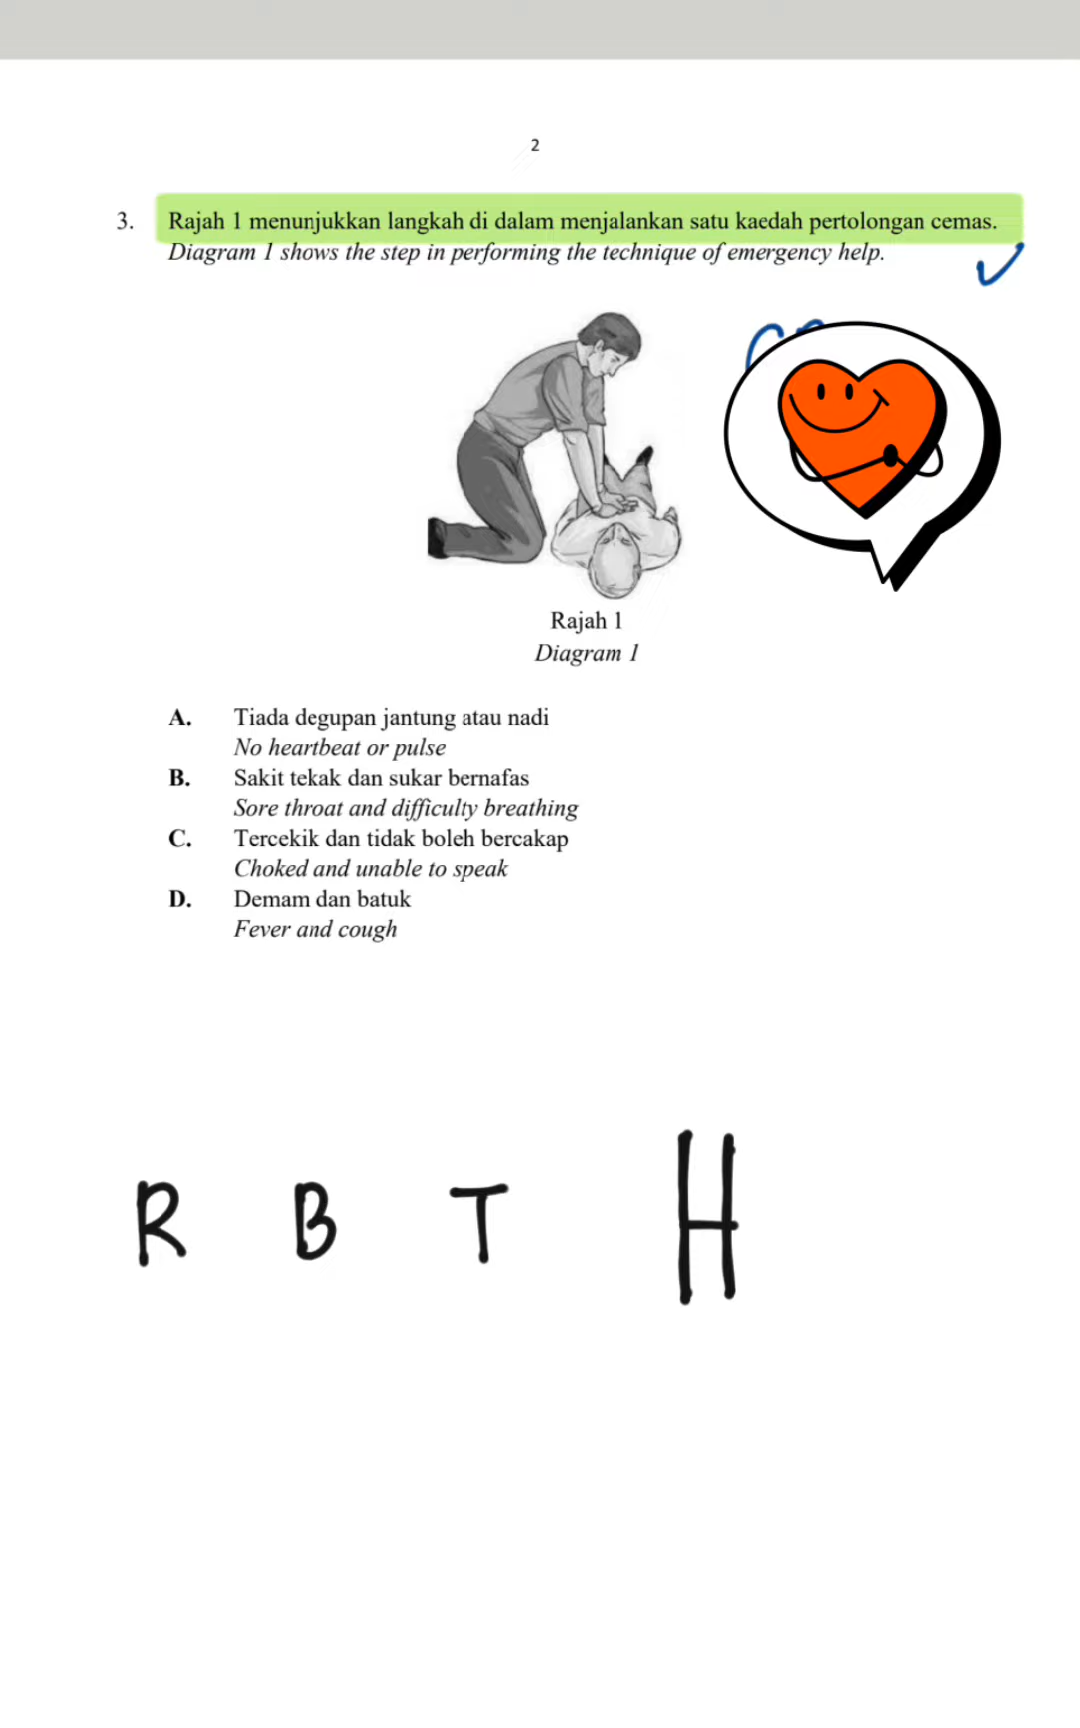 2
3. Rajah 1 menunjukkan langkah di dalam menjalankan satu kaedah pertolongan cemas.
Diagram 1 shows the step in performing the technique of emergency help.
Rajah 1
Diagram 1
A. Tiada degupan jantung atau nadi
No heartbeat or pulse
B. Sakit tekak dan sukar bernafas
Sore throat and difficulty breathing
C. Tercekik dan tidak boleh bercakap
Choked and unable to speak
D. Demam dan batuk
Fever and cough
R B T H